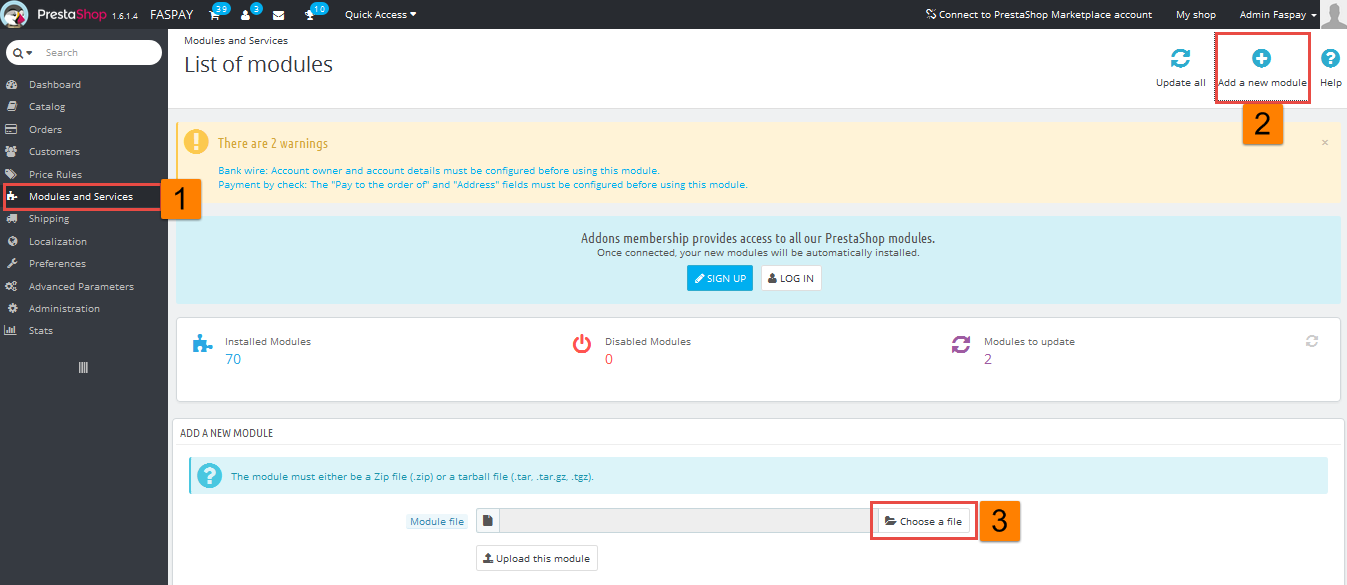 PrestaShop 1.6.1.4 FASPAY 39 3 10 Quick Access Connect to PrestaShop Marketplace account My shop Admin Faspay
Search
Dashboard
Catalog
Orders
Customers
Price Rules
Modules and Services
1
Shipping
Localization
Preferences
Advanced Parameters
Administration
Stats
Modules and Services
List of modules
Update all
Add a new module
Help
2
There are 2 warnings
×
Bank wire: Account owner and account details must be configured before using this module.
Payment by check: The "Pay to the order of" and "Address" fields must be configured before using this module.
Addons membership provides access to all our PrestaShop modules.
Once connected, your new modules will be automatically installed.
SIGN UP LOG IN
Installed Modules
70
Disabled Modules
0
Modules to update
2
ADD A NEW MODULE
The module must either be a Zip file (.zip) or a tarball file (.tar, .tar.gz, .tgz).
Module file
Choose a file
3
Upload this module